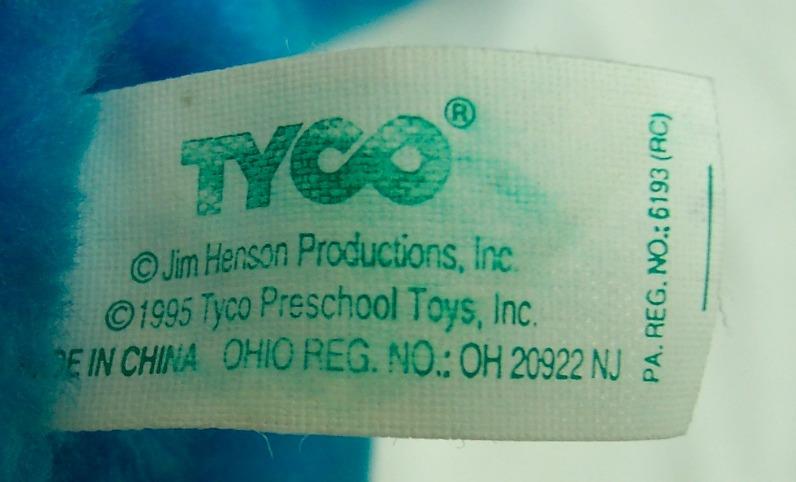 TYCO®
© Jim Henson Productions, Inc.
© 1995 Tyco Preschool Toys, Inc.
DE IN CHINA OHIO REG. NO.: OH 20922 NJ
PA. REG. NO.: 6193 (RC)